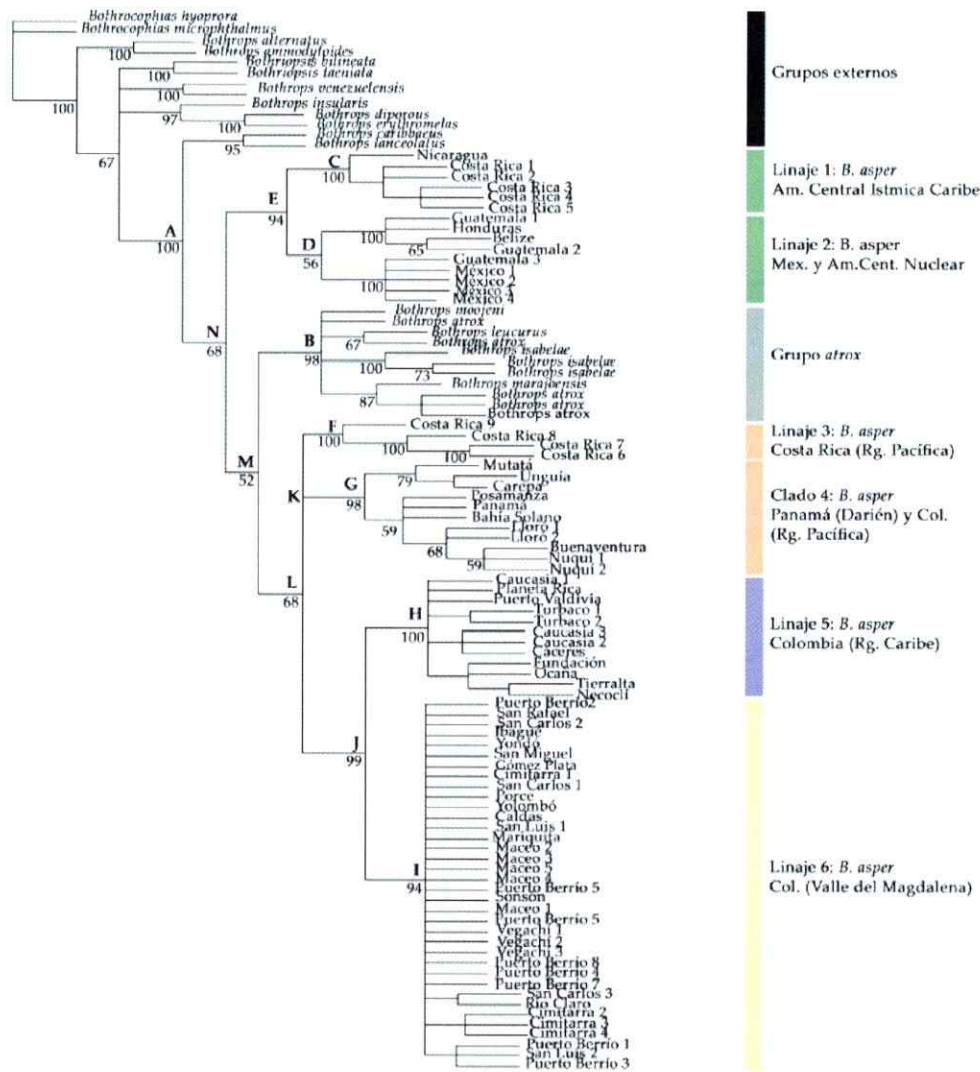 Bothrocophias hyoprora
Bothrocophias microphthalmus
Bothrops alternatus
Bothrops ammodytoides
100
Bothriopsis bilineata
Bothriopsis taeniata
100
100
Bothrops venezuelensis
100
Bothrops insularis
97
Bothrops diporous
100
Bothrops erythromelas
Bothrops caribbaeus
95
Bothrops lanceolatus
67
Grupos externos
C
Nicaragua
100
Costa Rica 1
Costa Rica 2
Costa Rica 3
Costa Rica 4
Costa Rica 5
E
94
A
100
Linaje 1: B. asper
Am. Central Istmica Caribe
Guatemala 1
Honduras
100
Belize
65
Guatemala 2
D
56
Guatemala 3
México 1
México 2
100
México 3
México 4
Linaje 2: B. asper
Mex. y Am.Cent. Nuclear
N
68
Bothrops moojeni
Bothrops atrox
Bothrops leucurus
67
Bothrops atrox
B
98
Bothrops isabelae
100
Bothrops isabelae
73
Bothrops isabelae
Bothrops marajoensis
87
Bothrops atrox
Bothrops atrox
Bothrops atrox
Grupo atrox
F
Costa Rica 9
100
Costa Rica 8
100
Costa Rica 7
100
Costa Rica 6
Linaje 3: B. asper
Costa Rica (Rg. Pacífica)
M
52
K
G
98
Mutatá
79
Unguía
Carepa
Posamanza
Panamá
59
Bahía Solano
Lloró 1
68
Lloró 2
Buenaventura
59
Nuquí 1
Nuquí 2
Clado 4: B. asper
Panamá (Darién) y Col.
(Rg. Pacífica)
L
68
H
100
Caucasia 1
Planeta Rica
Puerto Valdivia
Turbaco 1
Turbaco 2
Caucasia 3
Caucasia 2
Cáceres
Fundación
Ocaña
Tierralta
Necoclí
Linaje 5: B. asper
Colombia (Rg. Caribe)
J
99
Puerto Berrío2
San Rafael
San Carlos 2
Ibagué
Yondó
San Miguel
Gómez Plata
Cimitarra 1
San Carlos 1
Porce
Yolombó
Caldas
San Luis 1
Mariquita
Maceo 2
Maceo 3
Maceo 5
I
94
Maceo 4
Puerto Berrío 5
Sonsón
Maceo 1
Puerto Berrío 5
Vegachí 1
Vegachí 2
Vegachí 3
Puerto Berrío 8
Puerto Berrío 4
Puerto Berrío 7
San Carlos 3
Río Claro
Cimitarra 2
Cimitarra 3
Cimitarra 4
Puerto Berrío 1
San Luis 2
Puerto Berrío 3
Linaje 6: B. asper
Col. (Valle del Magdalena)